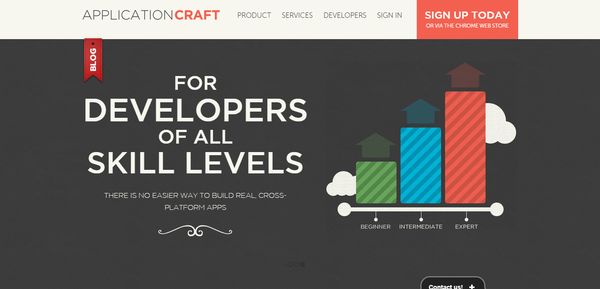 APPLICATIONCRAFT
PRODUCT
SERVICES
DEVELOPERS
SIGN IN
SIGN UP TODAY
OR VIA THE CHROME WEB STORE
BLOG
FOR
DEVELOPERS
OF ALL
SKILL LEVELS
THERE IS NO EASIER WAY TO BUILD REAL, CROSS-
PLATFORM APPS
BEGINNER
INTERMEDIATE
EXPERT
Contact us! +